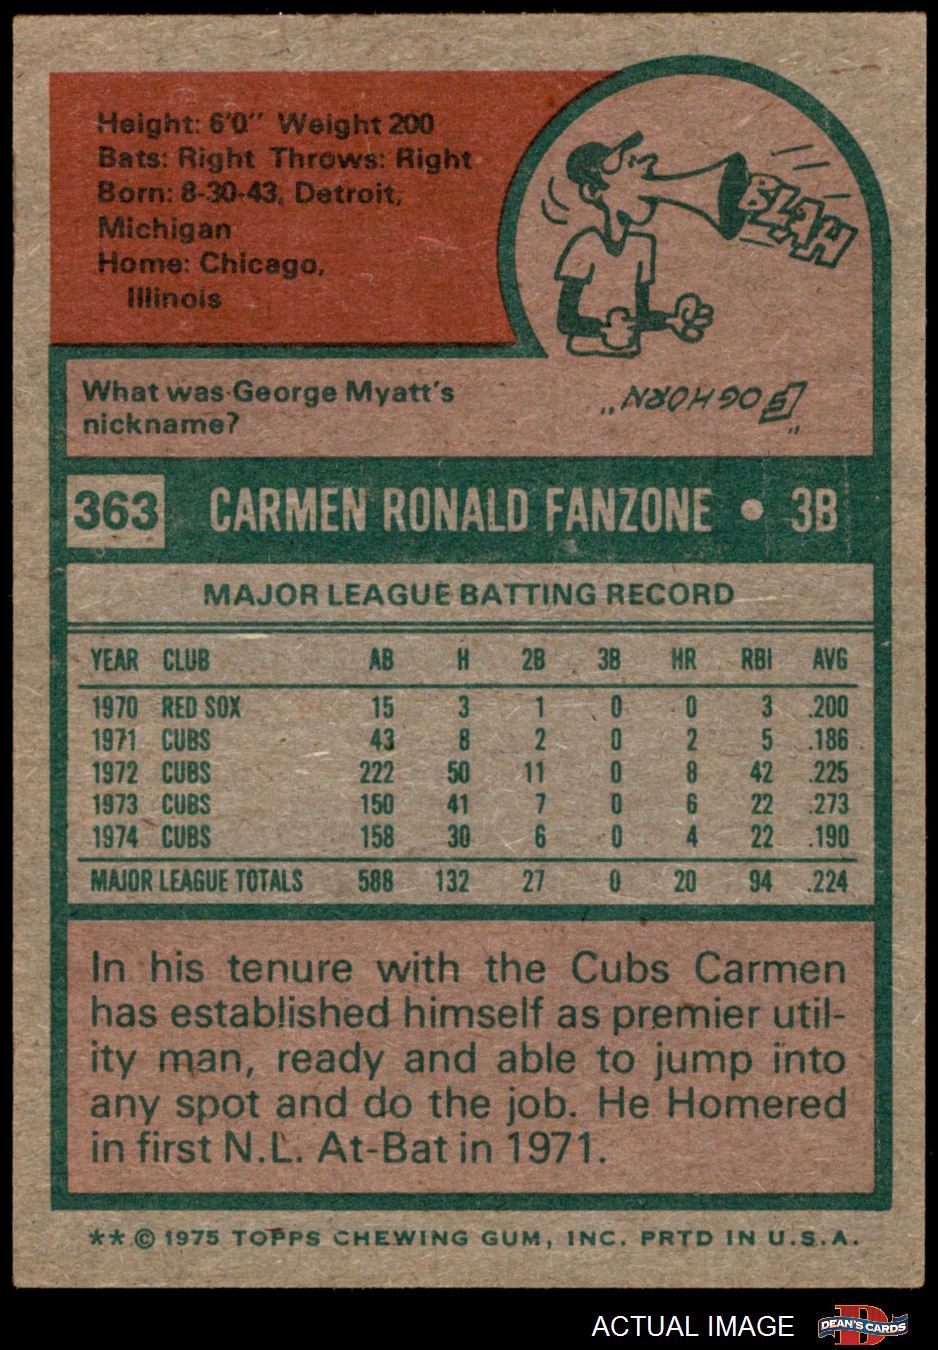 Height: 6'0" Weight 200
Bats: Right Throws: Right
Born: 8-30-43, Detroit,
Michigan
Home: Chicago,
Illinois
BLAH
What was George Myatt's
nickname?
"FOGHORN"
363 CARMEN RONALD FANZONE • 3B
MAJOR LEAGUE BATTING RECORD
YEAR CLUB AB H 2B 3B HR RBI AVG
1970 RED SOX 15 3 1 0 0 3 .200
1971 CUBS 43 8 2 0 2 5 .186
1972 CUBS 222 50 11 0 8 42 .225
1973 CUBS 150 41 7 0 6 22 .273
1974 CUBS 158 30 6 0 4 22 .190
MAJOR LEAGUE TOTALS 588 132 27 0 20 94 .224
In his tenure with the Cubs Carmen
has established himself as premier util-
ity man, ready and able to jump into
any spot and do the job. He Homered
in first N.L. At-Bat in 1971.
** © 1975 TOPPS CHEWING GUM, INC. PRTD IN U.S.A.
ACTUAL IMAGE
DEAN'S CARDS